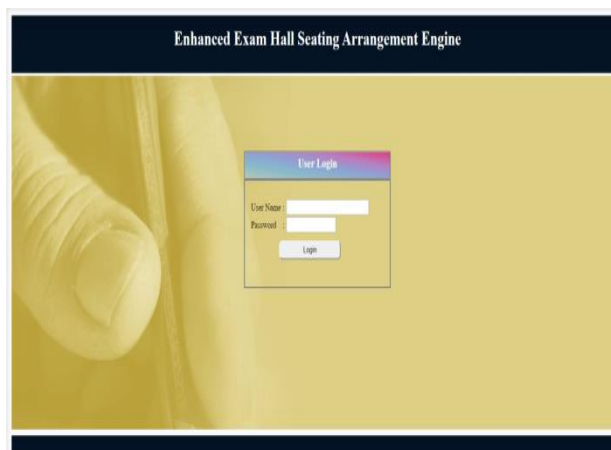 Enhanced Exam Hall Seating Arrangement Engine
User Login
User Name :
Password :
Login